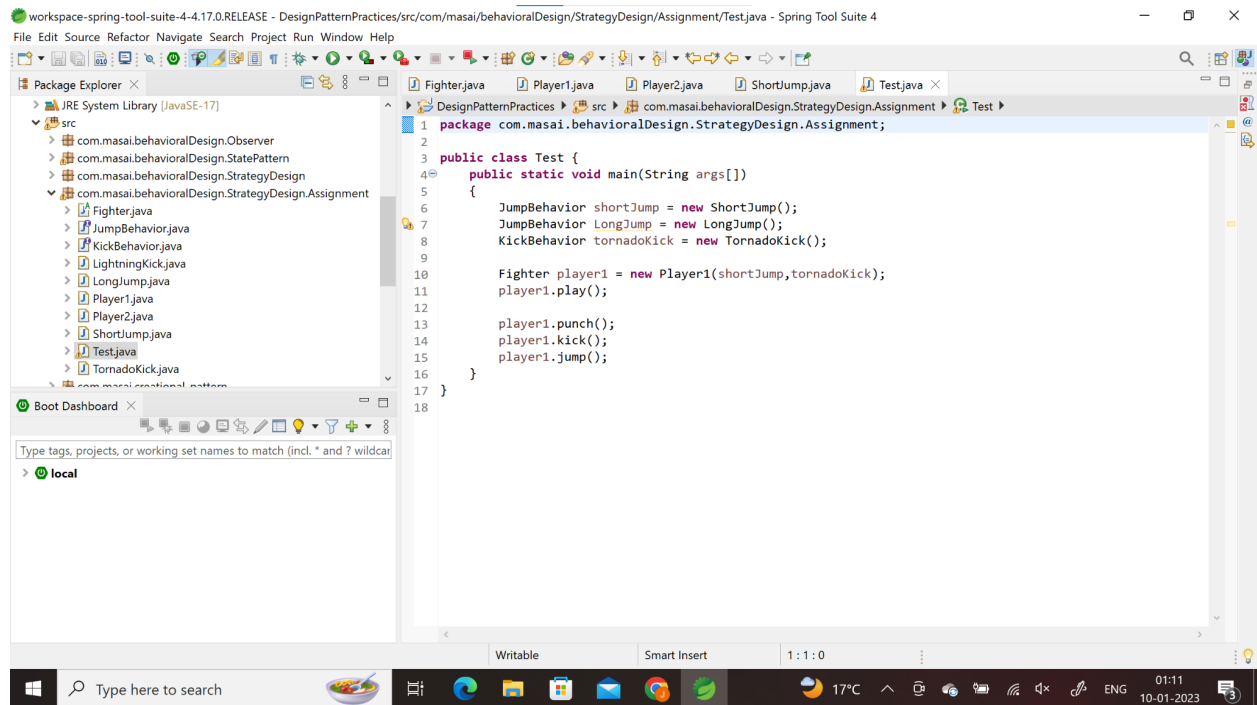 workspace-spring-tool-suite-4-4.17.0.RELEASE - DesignPatternPractices/src/com/masai/behavioralDesign/StrategyDesign/Assignment/Test.java - Spring Tool Suite 4
File Edit Source Refactor Navigate Search Project Run Window Help
Package Explorer
JRE System Library [JavaSE-17]
src
com.masai.behavioralDesign.Observer
com.masai.behavioralDesign.StatePattern
com.masai.behavioralDesign.StrategyDesign
com.masai.behavioralDesign.StrategyDesign.Assignment
Fighter.java
JumpBehavior.java
KickBehavior.java
LightningKick.java
LongJump.java
Player1.java
Player2.java
ShortJump.java
Test.java
TornadoKick.java
com.masai.creational_pattern
Boot Dashboard
Type tags, projects, or working set names to match (incl. * and ? wildcar
local
Fighter.java Player1.java Player2.java ShortJump.java Test.java
DesignPatternPractices src com.masai.behavioralDesign.StrategyDesign.Assignment Test
1 package com.masai.behavioralDesign.StrategyDesign.Assignment;
2
3 public class Test {
4 public static void main(String args[])
5 {
6 JumpBehavior shortJump = new ShortJump();
7 JumpBehavior LongJump = new LongJump();
8 KickBehavior tornadoKick = new TornadoKick();
9
10 Fighter player1 = new Player1(shortJump,tornadoKick);
11 player1.play();
12
13 player1.punch();
14 player1.kick();
15 player1.jump();
16 }
17 }
18
Writable Smart Insert 1 : 1 : 0
Type here to search
17°C ENG 01:11
10-01-2023
3